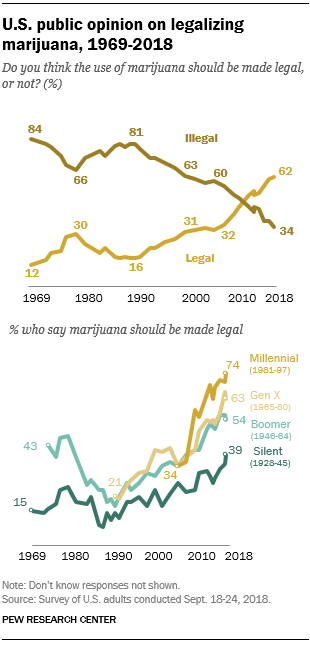 U.S. public opinion on legalizing
marijuana, 1969-2018
Do you think the use of marijuana should be made legal,
or not? (%)
84
81
Illegal
66
63
60
62
30
31
32
34
12
16
Legal
1969
1980
1990
2000
2010
2018
% who say marijuana should be made legal
74
Millennial
(1981-97)
63
Gen X
(1965-80)
54
Boomer
(1946-64)
39
Silent
(1928-45)
43
21
34
15
1969
1980
1990
2000
2010
2018
Note: Don't know responses not shown.
Source: Survey of U.S. adults conducted Sept. 18-24, 2018.
PEW RESEARCH CENTER